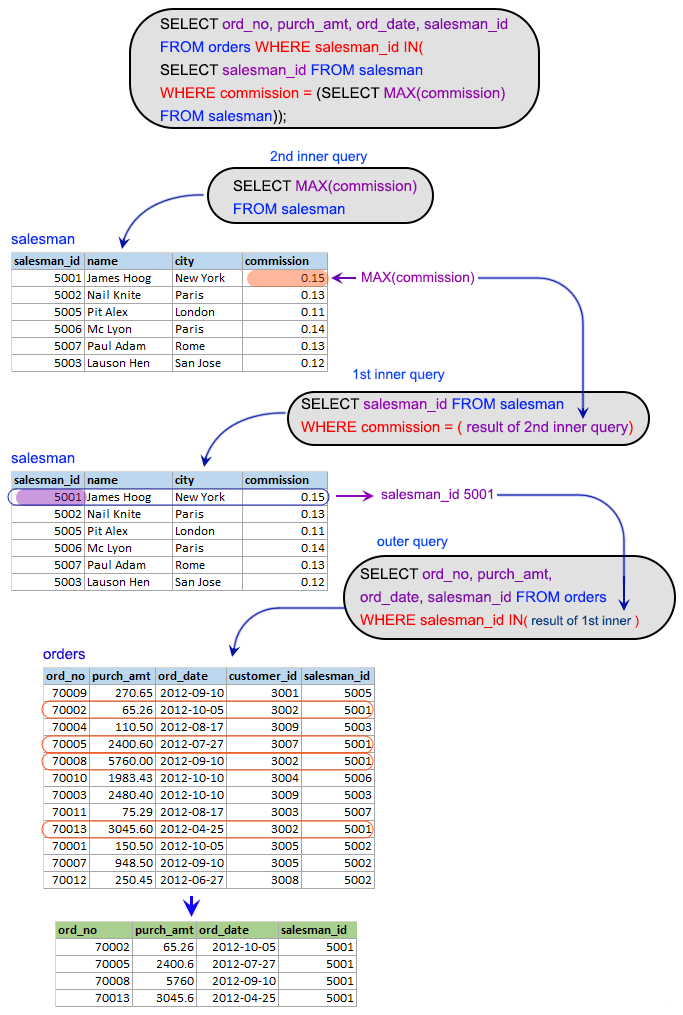 SELECT ord_no, purch_amt, ord_date, salesman_id
FROM orders WHERE salesman_id IN(
SELECT salesman_id FROM salesman
WHERE commission = (SELECT MAX(commission)
FROM salesman));
2nd inner query
SELECT MAX(commission)
FROM salesman
salesman
salesman_id name city commission
5001 James Hoog New York 0.15
MAX(commission)
5002 Nail Knite Paris 0.13
5005 Pit Alex London 0.11
5006 Mc Lyon Paris 0.14
5007 Paul Adam Rome 0.13
5003 Lauson Hen San Jose 0.12
1st inner query
SELECT salesman_id FROM salesman
WHERE commission = ( result of 2nd inner query)
salesman
salesman_id name city commission
5001 James Hoog New York 0.15
salesman_id 5001
5002 Nail Knite Paris 0.13
5005 Pit Alex London 0.11
5006 Mc Lyon Paris 0.14
5007 Paul Adam Rome 0.13
5003 Lauson Hen San Jose 0.12
outer query
SELECT ord_no, purch_amt,
ord_date, salesman_id FROM orders
WHERE salesman_id IN( result of 1st inner )
orders
ord_no purch_amt ord_date customer_id salesman_id
70009 270.65 2012-09-10 3001 5005
70002 65.26 2012-10-05 3002 5001
70004 110.50 2012-08-17 3009 5003
70005 2400.60 2012-07-27 3007 5001
70008 5760.00 2012-09-10 3002 5001
70010 1983.43 2012-10-10 3004 5006
70003 2480.40 2012-10-10 3009 5003
70011 75.29 2012-08-17 3003 5007
70013 3045.60 2012-04-25 3002 5001
70001 150.50 2012-10-05 3005 5002
70007 948.50 2012-09-10 3005 5002
70012 250.45 2012-06-27 3008 5002
ord_no purch_amt ord_date salesman_id
70002 65.26 2012-10-05 5001
70005 2400.6 2012-07-27 5001
70008 5760 2012-09-10 5001
70013 3045.6 2012-04-25 5001